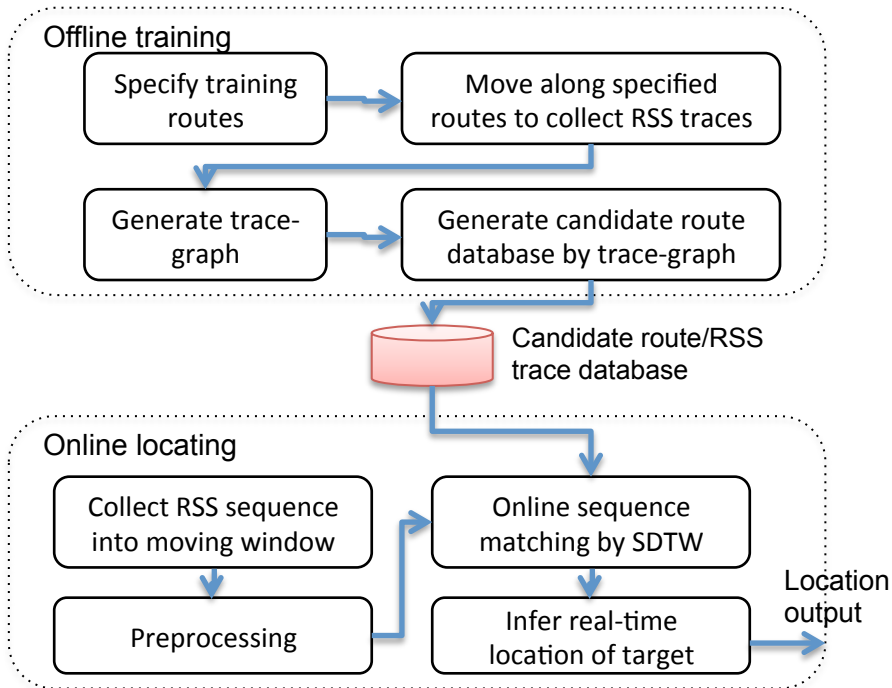 Offline training
Specify training
routes
Move along specified
routes to collect RSS traces
Generate trace-
graph
Generate candidate route
database by trace-graph
Candidate route/RSS
trace database
Online locating
Collect RSS sequence
into moving window
Online sequence
matching by SDTW
Preprocessing
Infer real-time
location of target
Location
output